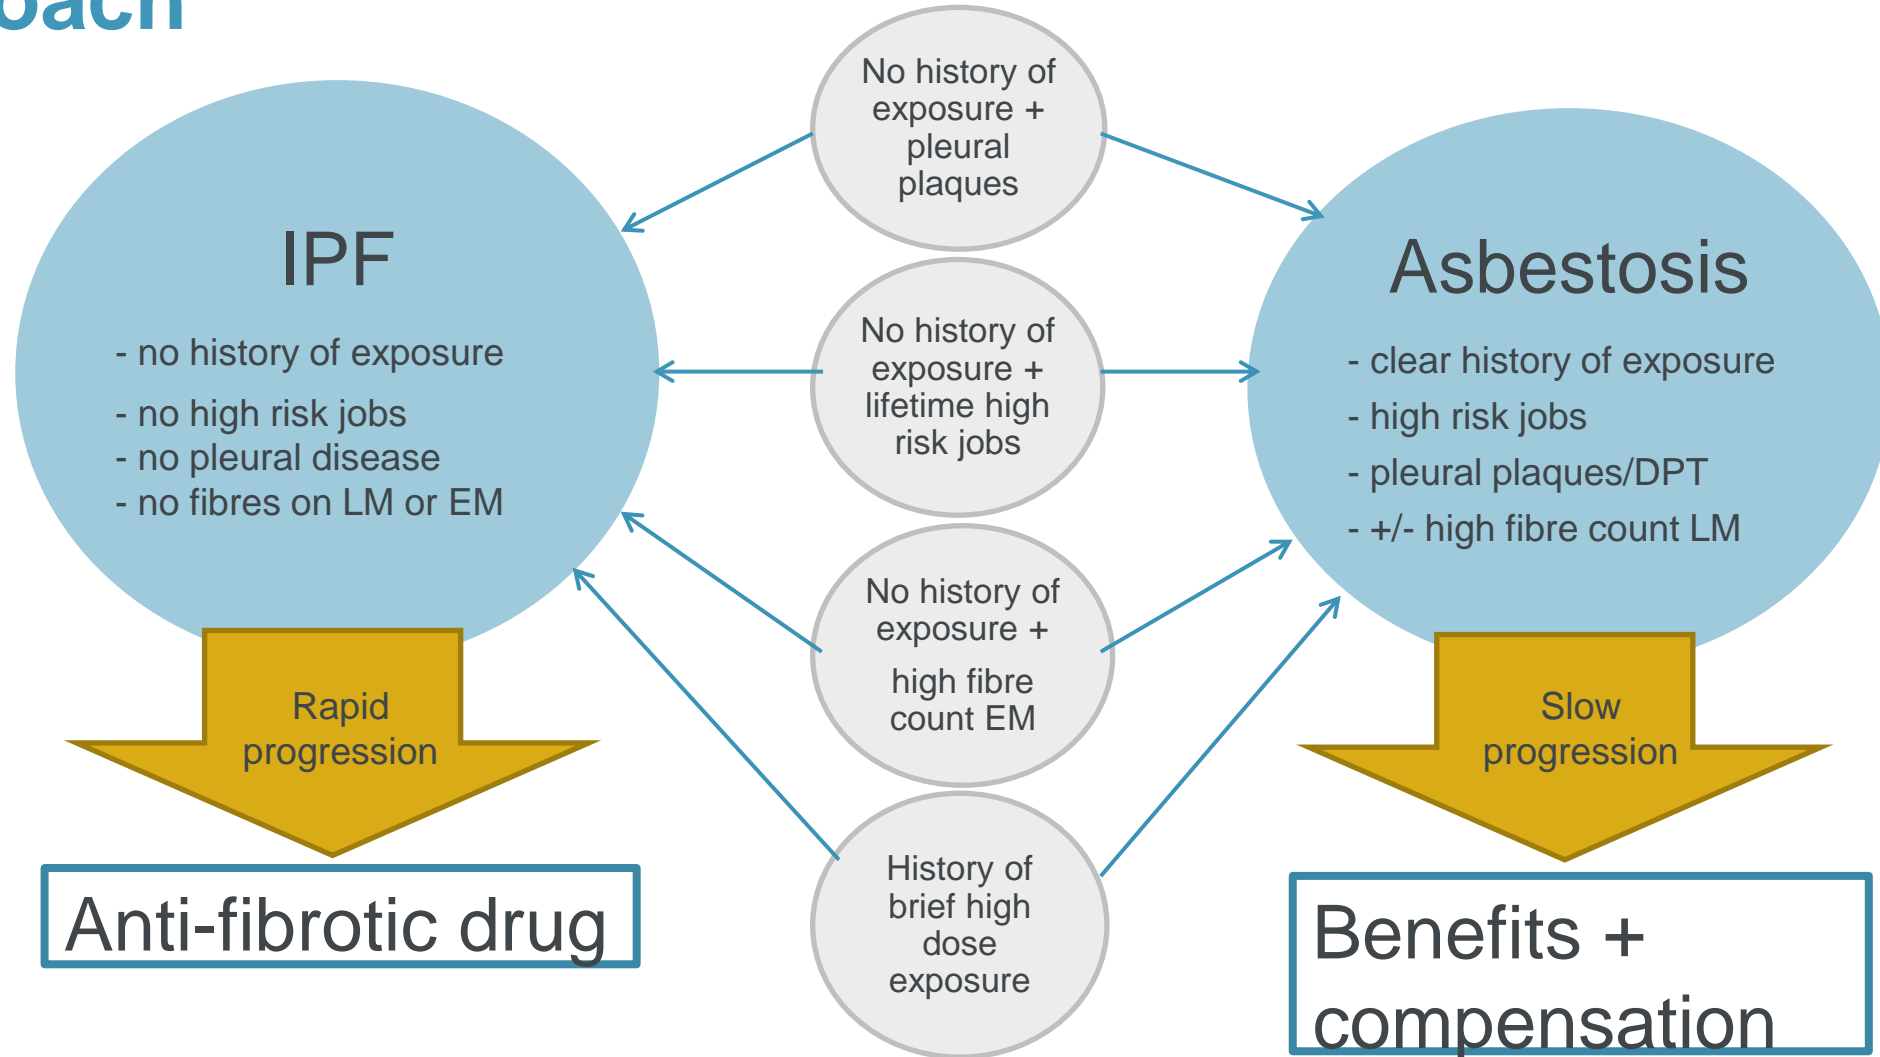 IPF
- no history of exposure
- no high risk jobs
- no pleural disease
- no fibres on LM or EM
Rapid
progression
Anti-fibrotic drug
No history of
exposure +
pleural
plaques
No history of
exposure +
lifetime high
risk jobs
No history of
exposure +
high fibre
count EM
History of
brief high
dose
exposure
Asbestosis
- clear history of exposure
- high risk jobs
- pleural plaques/DPT
- +/- high fibre count LM
Slow
progression
Benefits +
compensation